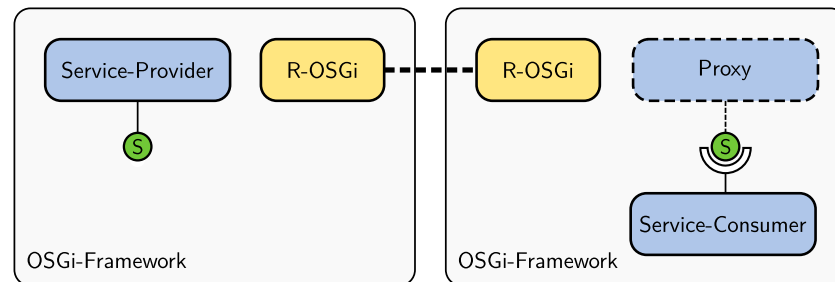 Service-Provider
R-OSGi
R-OSGi
Proxy
S
S
Service-Consumer
OSGi-Framework
OSGi-Framework